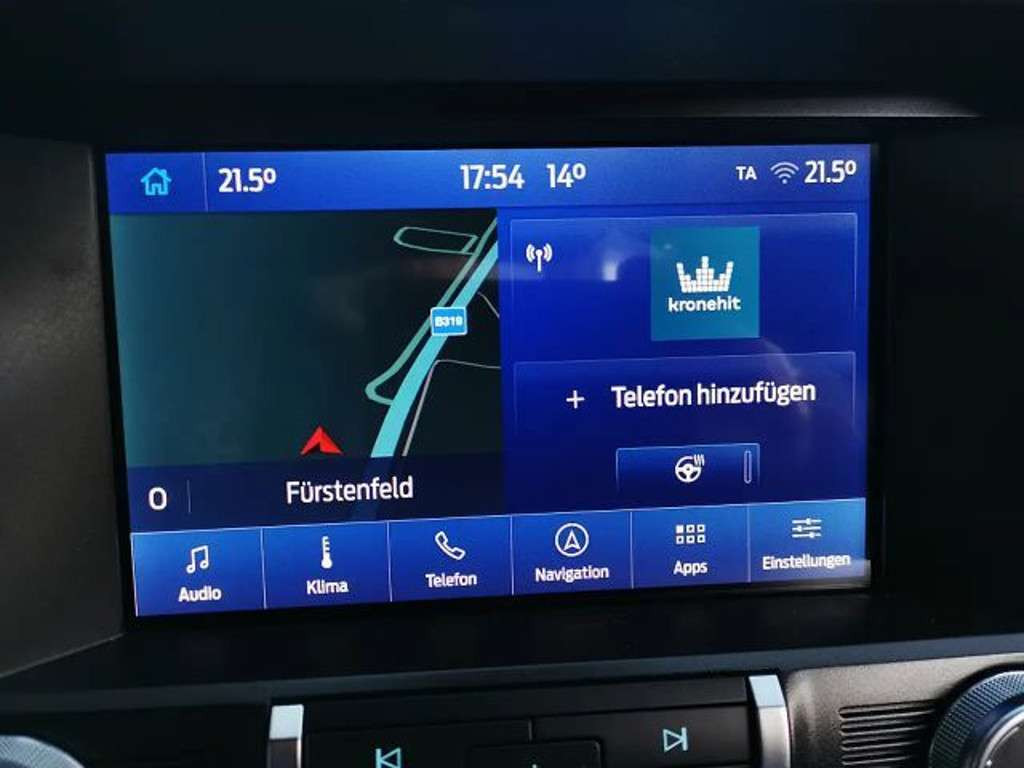 21.5° 17:54 14° TA 21.5°
B319
kronehit
+ Telefon hinzufügen
0 Fürstenfeld
Audio Klima Telefon Navigation Apps Einstellungen